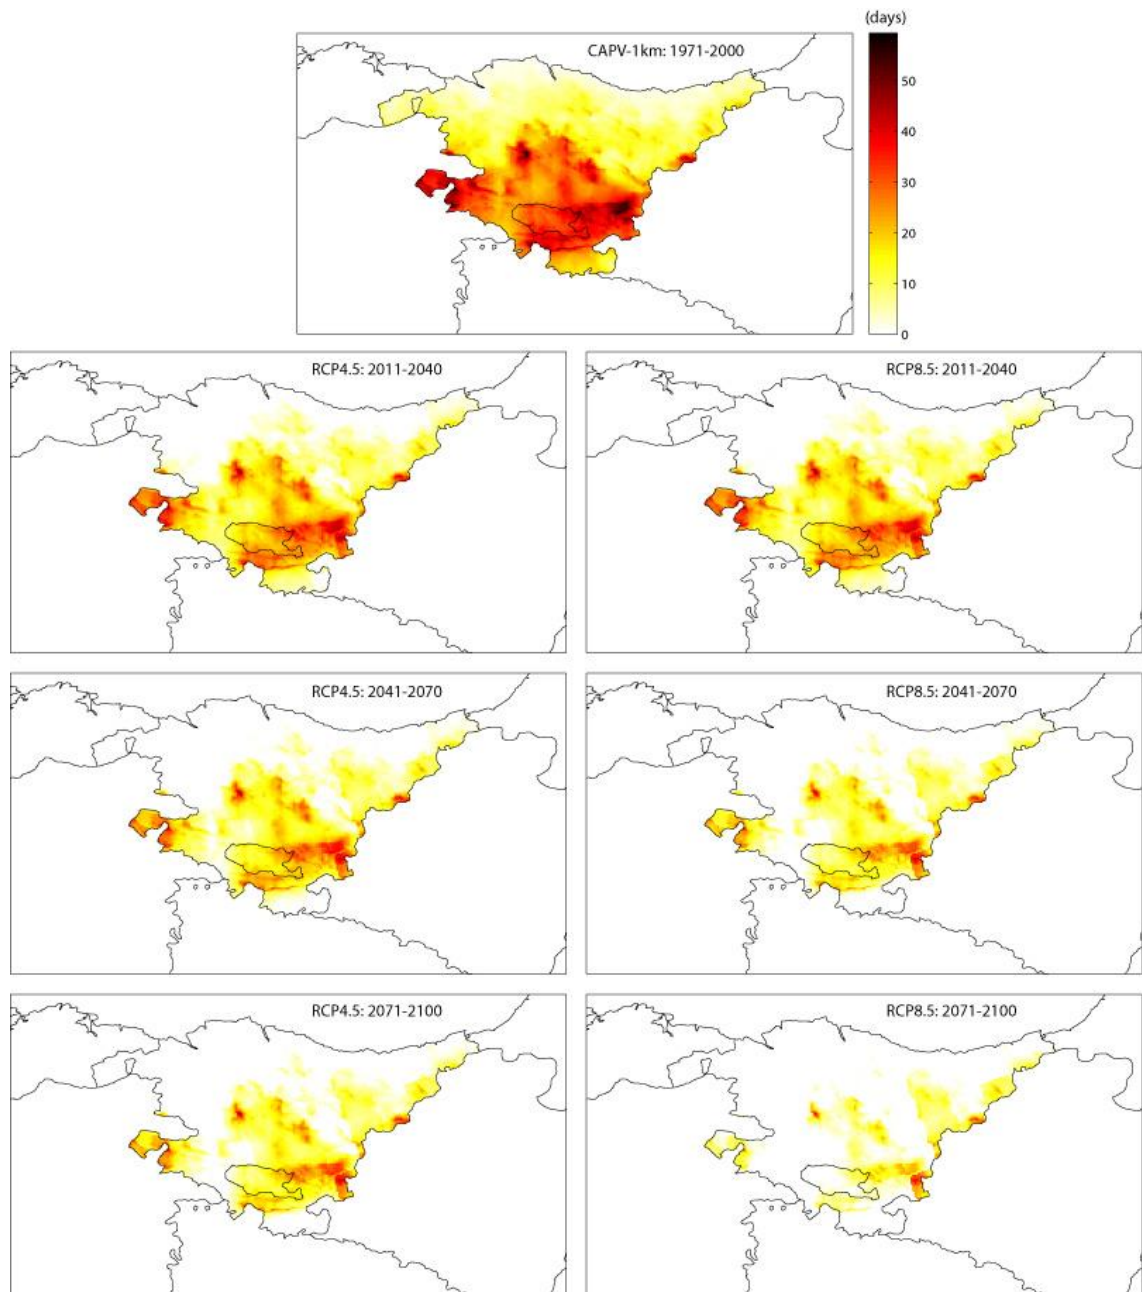 (days)
CAPV-1km: 1971-2000
50
40
30
20
10
0
RCP4.5: 2011-2040
RCP8.5: 2011-2040
RCP4.5: 2041-2070
RCP8.5: 2041-2070
RCP4.5: 2071-2100
RCP8.5: 2071-2100